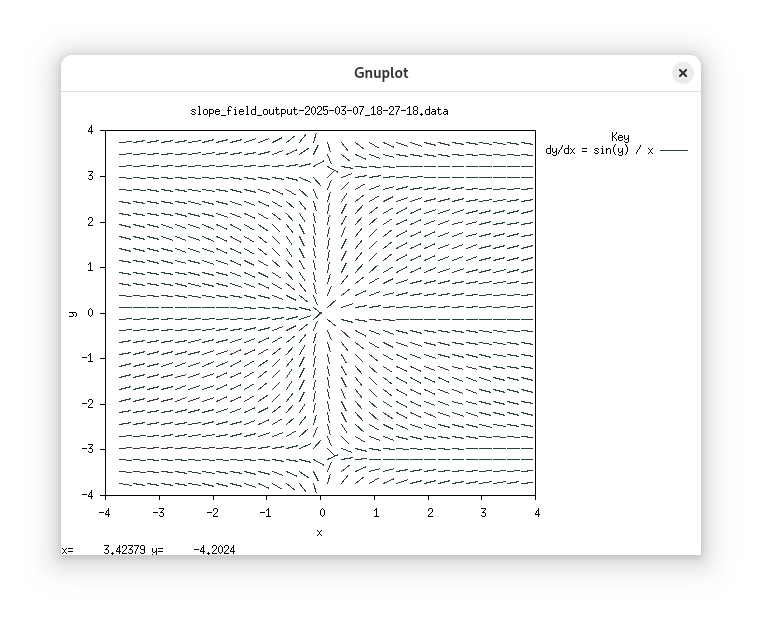 Gnuplot
slope_field_output-2025-03-07_18-27-18.data
Key
dy/dx = sin(y) / x
4
3
2
1
0
-1
-2
-3
-4
y
-4
-3
-2
-1
0
1
2
3
4
x
x= 3.42379 y= -4.2024